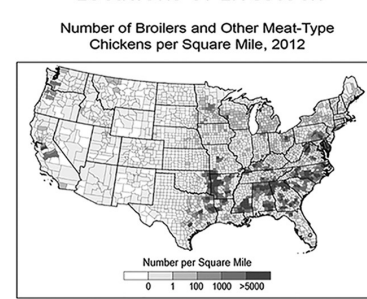 Number of Broilers and Other Meat-Type
Chickens per Square Mile, 2012
Number per Square Mile
0 1 100 1000 >5000